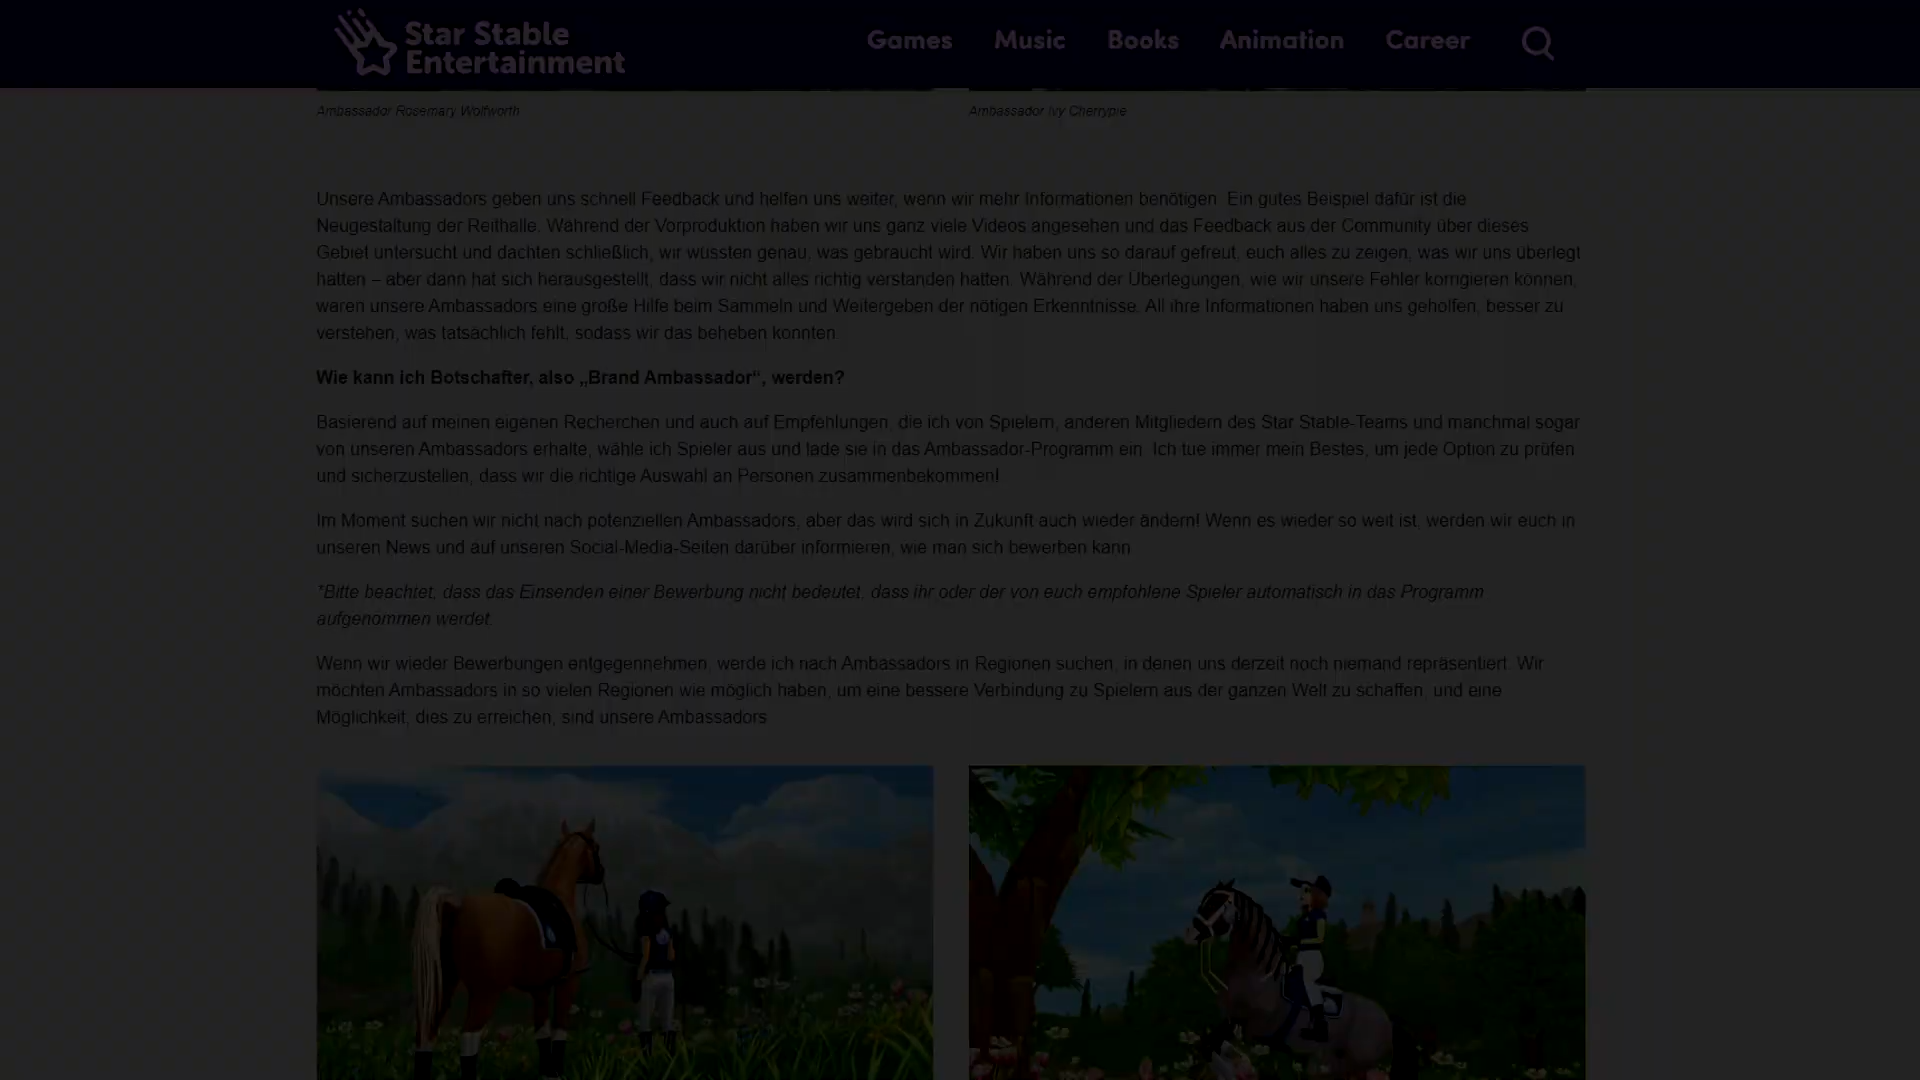 Star Stable
Entertainment
Games Music Books Animation Career
Ambassador Rosemary Wolfworth
Ambassador Ivy Cherrypie
Unsere Ambassadors geben uns schnell Feedback und helfen uns weiter, wenn wir mehr Informationen benötigen. Ein gutes Beispiel dafür ist die
Neugestaltung der Reithalle. Während der Vorproduktion haben wir uns ganz viele Videos angesehen und das Feedback aus der Community über dieses
Gebiet untersucht und dachten schließlich, wir wüssten genau, was gebraucht wird. Wir haben uns so darauf gefreut, euch alles zu zeigen, was wir uns überlegt
hatten – aber dann hat sich herausgestellt, dass wir nicht alles richtig verstanden hatten. Während der Überlegungen, wie wir unsere Fehler korrigieren können,
waren unsere Ambassadors eine große Hilfe beim Sammeln und Weitergeben der nötigen Erkenntnisse. All ihre Informationen haben uns geholfen, besser zu
verstehen, was tatsächlich fehlt, sodass wir das beheben konnten.
Wie kann ich Botschafter, also „Brand Ambassador“, werden?
Basierend auf meinen eigenen Recherchen und auch auf Empfehlungen, die ich von Spielern, anderen Mitgliedern des Star Stable-Teams und manchmal sogar
von unseren Ambassadors erhalte, wähle ich Spieler aus und lade sie in das Ambassador-Programm ein. Ich tue immer mein Bestes, um jede Option zu prüfen
und sicherzustellen, dass wir die richtige Auswahl an Personen zusammenbekommen!
Im Moment suchen wir nicht nach potenziellen Ambassadors, aber das wird sich in Zukunft auch wieder ändern! Wenn es wieder so weit ist, werden wir euch in
unseren News und auf unseren Social-Media-Seiten darüber informieren, wie man sich bewerben kann.
*Bitte beachtet, dass das Einsenden einer Bewerbung nicht bedeutet, dass ihr oder der von euch empfohlene Spieler automatisch in das Programm
aufgenommen werdet.
Wenn wir wieder Bewerbungen entgegennehmen, werde ich nach Ambassadors in Regionen suchen, in denen uns derzeit noch niemand repräsentiert. Wir
möchten Ambassadors in so vielen Regionen wie möglich haben, um eine bessere Verbindung zu Spielern aus der ganzen Welt zu schaffen, und eine
Möglichkeit, dies zu erreichen, sind unsere Ambassadors.